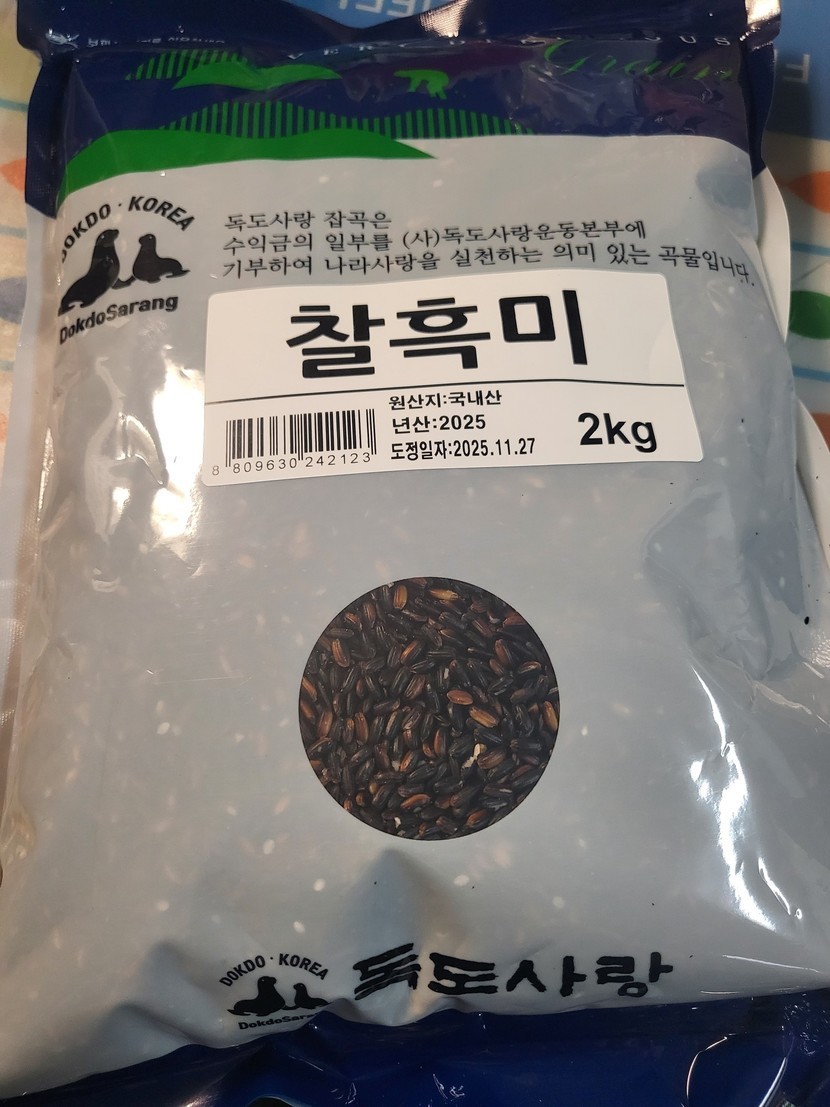 Grain
DOKDO · KOREA
DokdoSarang
독도사랑 잡곡은
수익금의 일부를 (사)독도사랑운동본부에
기부하여 나라사랑을 실천하는 의미 있는 곡물입니다.
찰흑미
원산지:국내산
년산:2025
도정일자:2025.11.27
2kg
8 809630 242123
DOKDO · KOREA
DokdoSarang
독도사랑